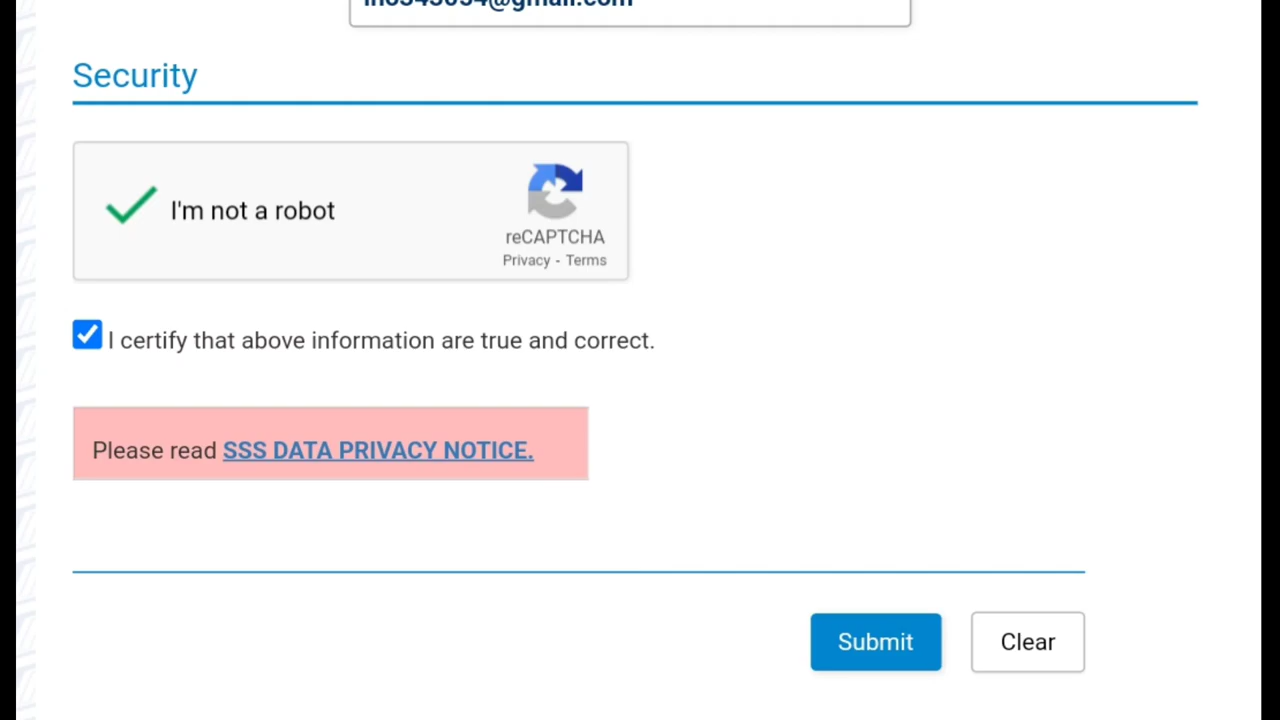 Security
I'm not a robot
reCAPTCHA
Privacy - Terms
I certify that above information are true and correct.
Please read SSS DATA PRIVACY NOTICE.
Submit
Clear